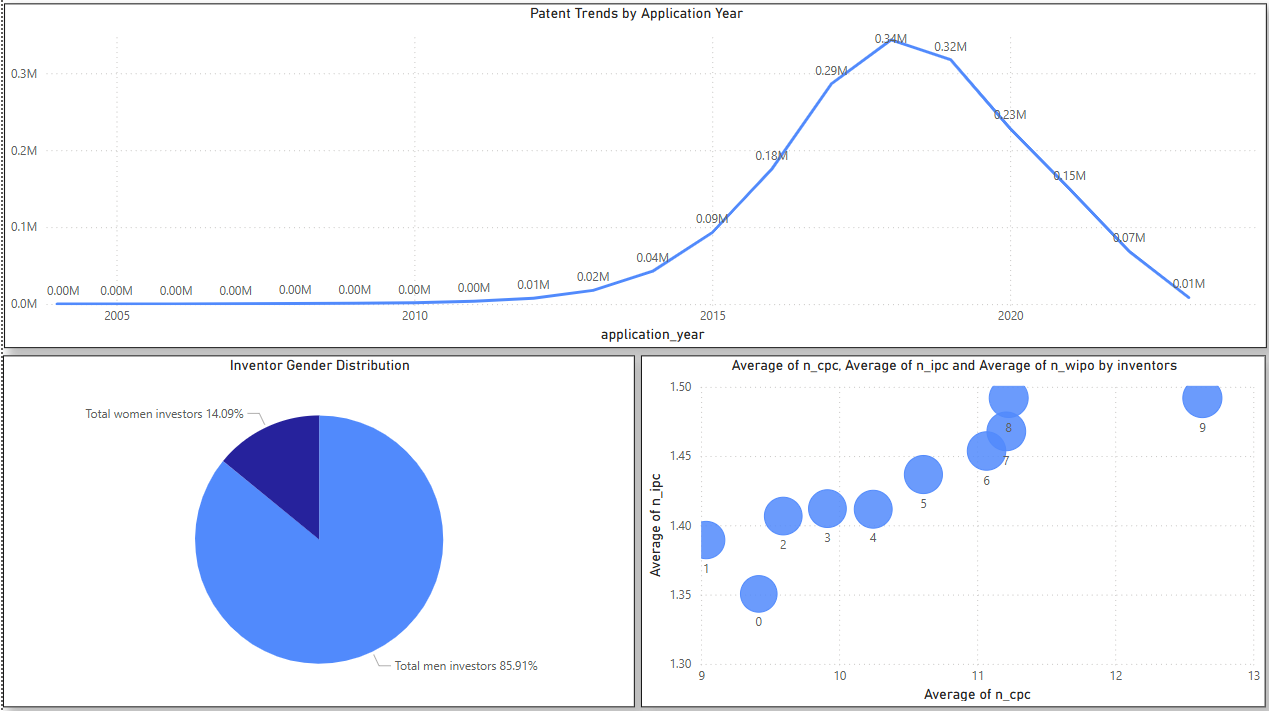 Patent Trends by Application Year
0.3M
0.2M
0.1M
0.0M
0.00M 0.00M 0.00M 0.00M 0.00M 0.00M 0.00M 0.00M 0.01M 0.02M 0.04M 0.09M 0.18M 0.29M 0.34M 0.32M 0.23M 0.15M 0.07M 0.01M
2005 2010 2015 2020
application_year
Inventor Gender Distribution
Total women investors 14.09%
Total men investors 85.91%
Average of n_cpc, Average of n_ipc and Average of n_wipo by inventors
Average of n_ipc
1.50
1.45
1.40
1.35
1.30
1 0 2 3 4 5 6 7 8 9
9 10 11 12 13
Average of n_cpc